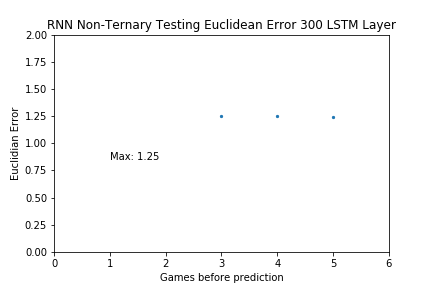 RNN Non-Ternary Testing Euclidean Error 300 LSTM Layer
2.00
1.75
1.50
1.25
1.00
0.75
0.50
0.25
0.00
Euclidian Error
Max: 1.25
0 1 2 3 4 5 6
Games before prediction